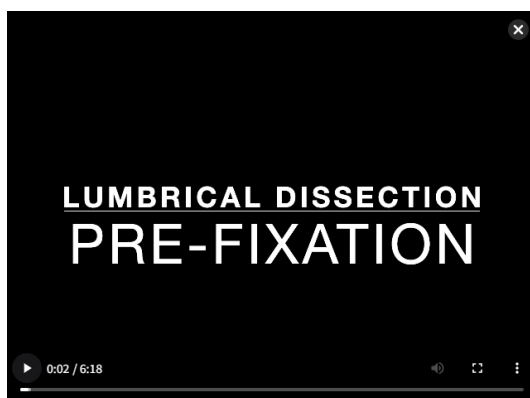 LUMBRICAL DISSECTION
PRE-FIXATION
0:02 / 6:18